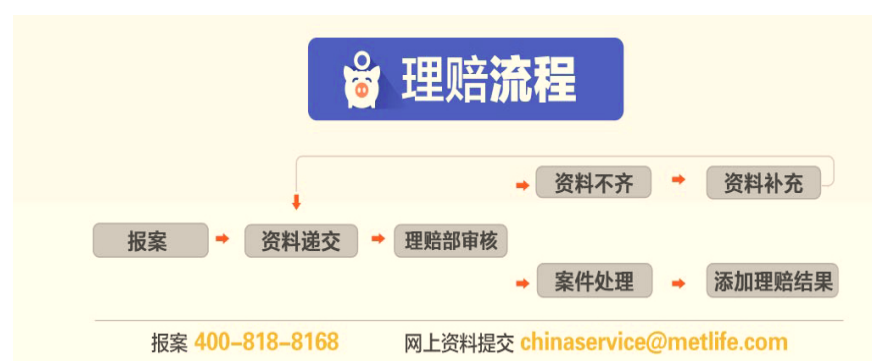 理赔流程
资料不齐
资料补充
报案
资料递交
理赔部审核
案件处理
添加理赔结果
报案 400-818-8168
网上资料提交 chinaservice@metlife.com